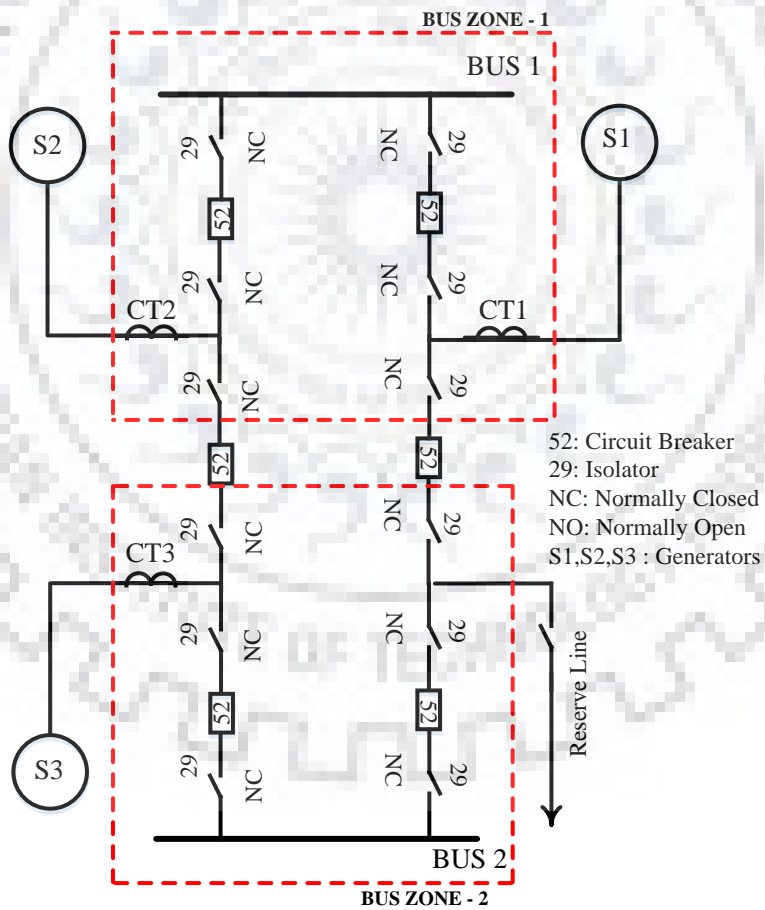 BUS ZONE - 1
BUS 1
S2
S1
29
NC
NC
29
52
52
29
NC
NC
29
CT2
CT1
29
NC
NC
29
52
52
52: Circuit Breaker
29: Isolator
NC: Normally Closed
NO: Normally Open
S1,S2,S3 : Generators
29
NC
NC
29
CT3
29
NC
NC
29
Reserve Line
52
52
S3
29
NC
NC
29
BUS 2
BUS ZONE - 2